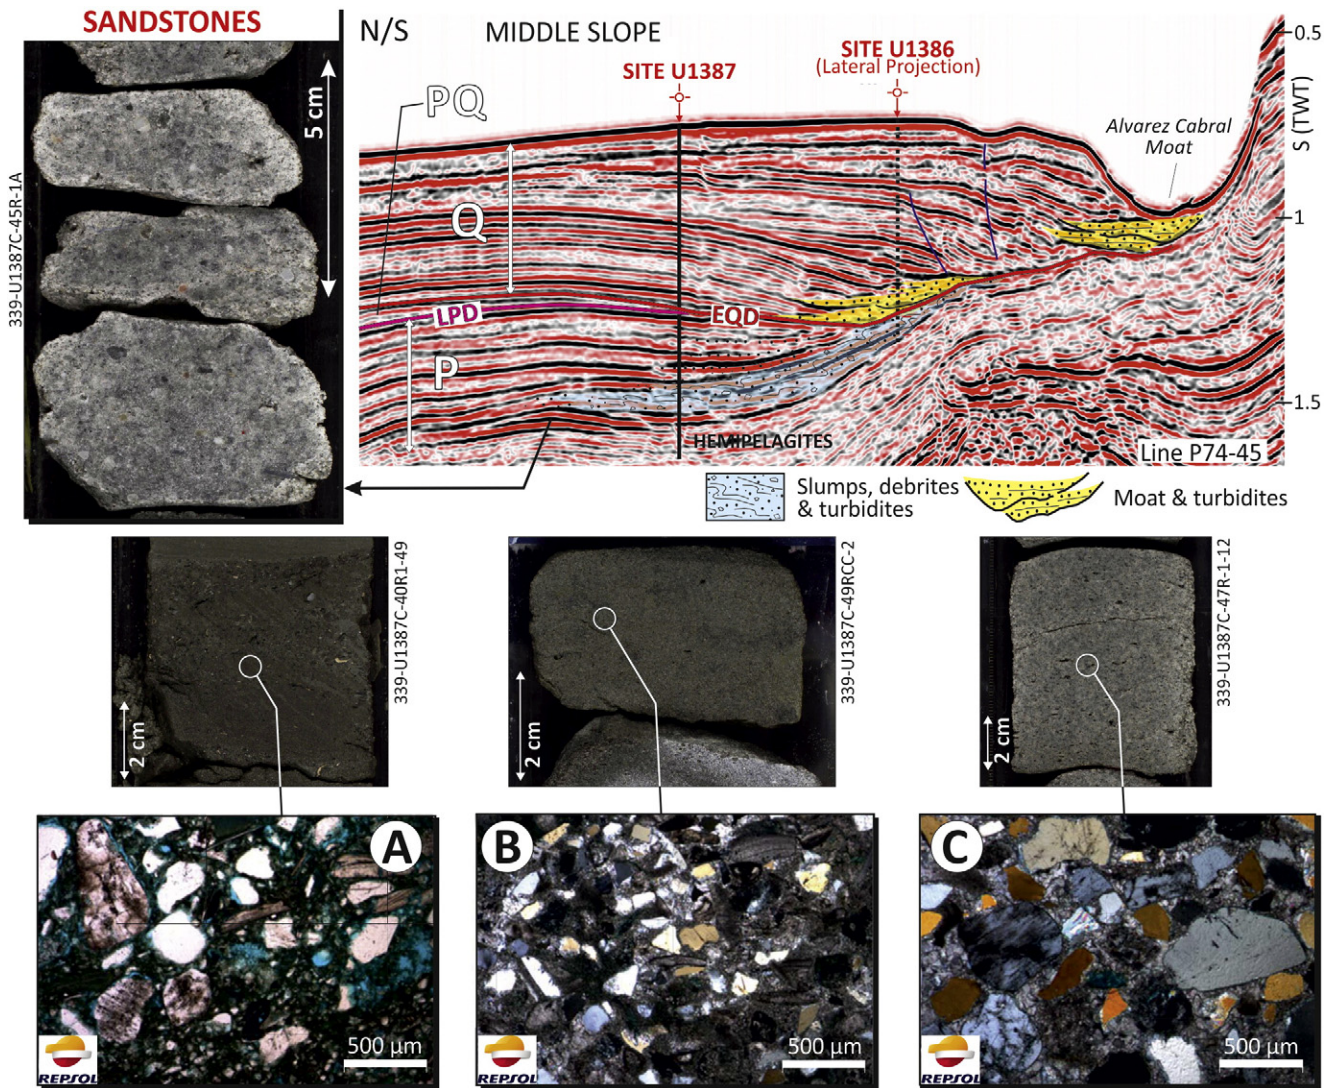 SANDSTONES
339-U1387C-45R-1A
5 cm
N/S
MIDDLE SLOPE
SITE U1387
SITE U1386
(Lateral Projection)
Alvarez Cabral
Moat
0.5
S (TWT)
1
1.5
PQ
Q
LPD
EQD
P
HEMIPELAGITES
Line P74-45
Slumps, debrites
& turbidites
Moat & turbidites
2 cm
339-U1387C-40R1-49
2 cm
339-U1387C-49RCC-2
2 cm
339-U1387C-47R-1-12
A
REPSOL
500 µm
B
REPSOL
500 µm
C
REPSOL
500 µm